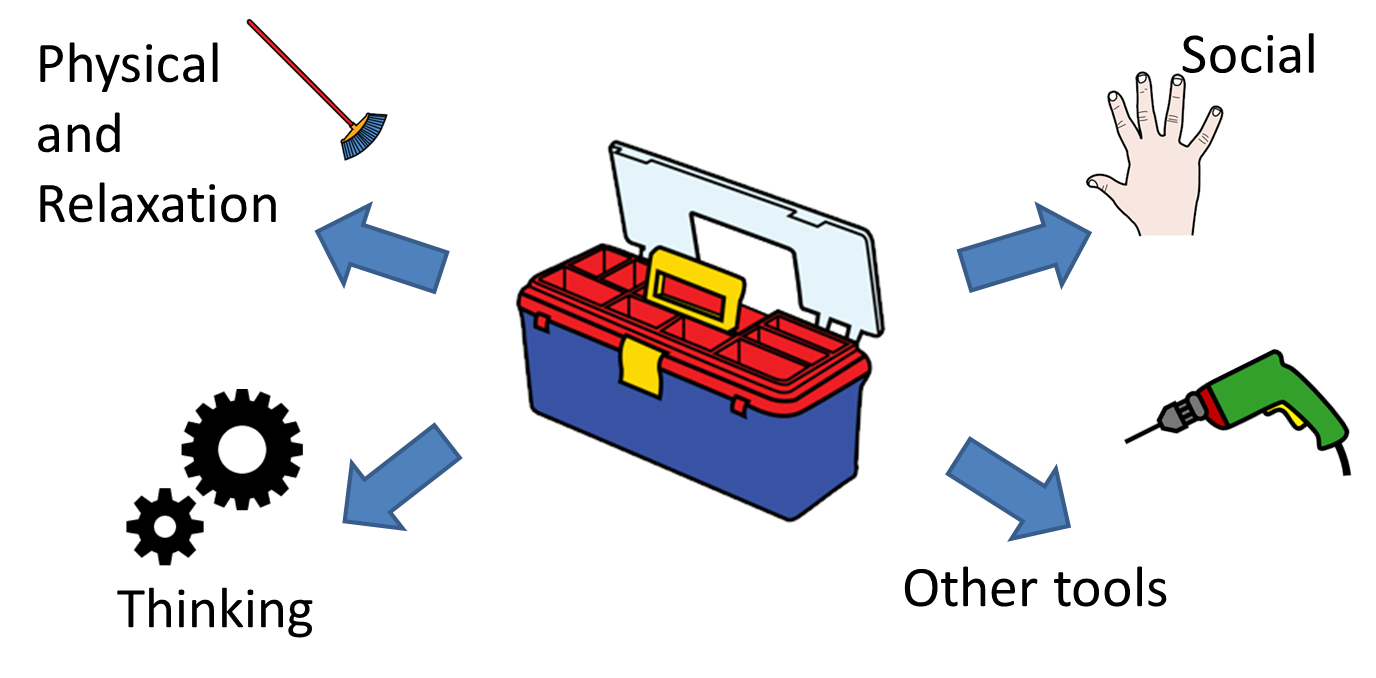 Physical
and
Relaxation
Social
Thinking
Other tools